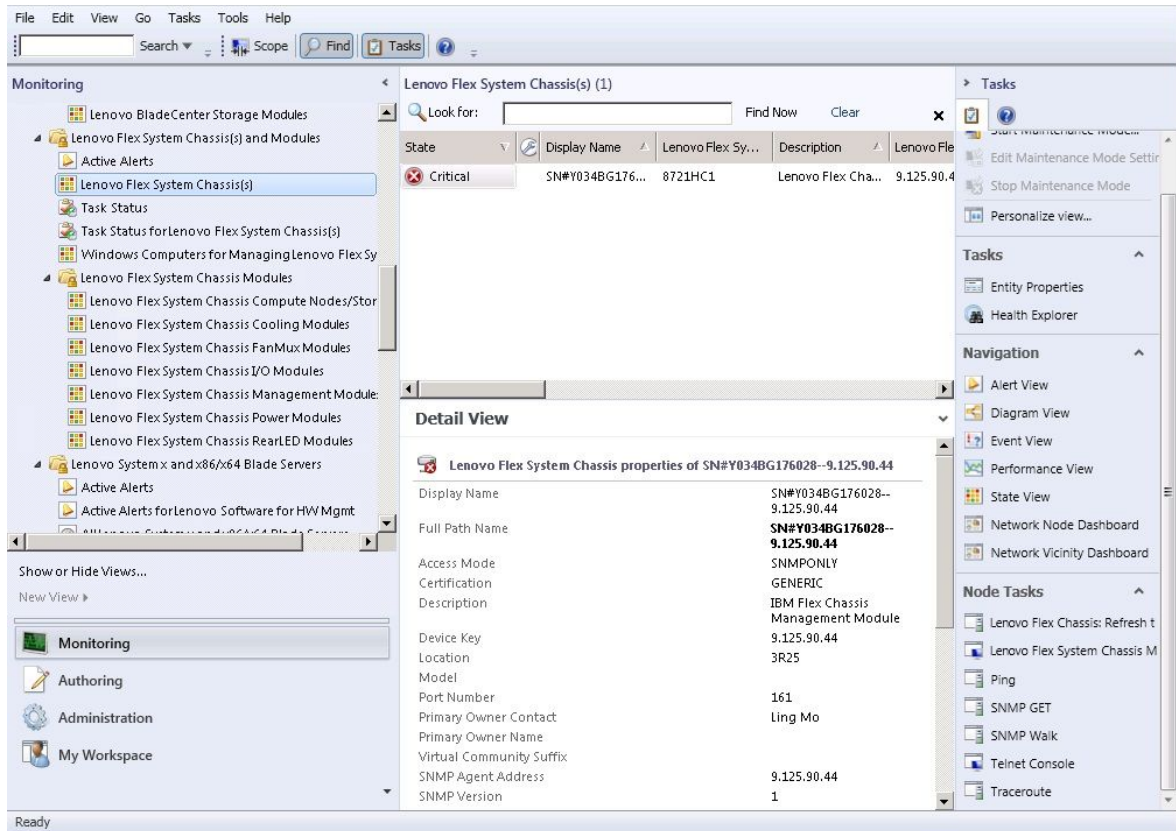 File Edit View Go Tasks Tools Help
Search Scope Find Tasks
Monitoring
Lenovo BladeCenter Storage Modules
Lenovo Flex System Chassis(s) and Modules
Active Alerts
Lenovo Flex System Chassis(s)
Task Status
Task Status for Lenovo Flex System Chassis(s)
Windows Computers for Managing Lenovo Flex Sy
Lenovo Flex System Chassis Modules
Lenovo Flex System Chassis Compute Nodes/Stor
Lenovo Flex System Chassis Cooling Modules
Lenovo Flex System Chassis FanMux Modules
Lenovo Flex System Chassis I/O Modules
Lenovo Flex System Chassis Management Module:
Lenovo Flex System Chassis Power Modules
Lenovo Flex System Chassis RearLED Modules
Lenovo System x and x86/x64 Blade Servers
Active Alerts
Active Alerts for Lenovo Software for HW Mgmt
Show or Hide Views...
New View
Monitoring
Authoring
Administration
My Workspace
Ready
Lenovo Flex System Chassis(s) (1)
Look for: Find Now Clear
State Display Name Lenovo Flex Sy... Description Lenovo Fle
Critical SN#Y034BG176... 8721HC1 Lenovo Flex Cha... 9.125.90.4
Detail View
Lenovo Flex System Chassis properties of SN#Y034BG176028--9.125.90.44
Display Name SN#Y034BG176028--
9.125.90.44
Full Path Name SN#Y034BG176028--
9.125.90.44
Access Mode SNMPONLY
Certification GENERIC
Description IBM Flex Chassis
Management Module
Device Key 9.125.90.44
Location 3R25
Model
Port Number 161
Primary Owner Contact Ling Mo
Primary Owner Name
Virtual Community Suffix
SNMP Agent Address 9.125.90.44
SNMP Version 1
Tasks
Start Maintenance Mode...
Edit Maintenance Mode Settir
Stop Maintenance Mode
Personalize view...
Tasks
Entity Properties
Health Explorer
Navigation
Alert View
Diagram View
Event View
Performance View
State View
Network Node Dashboard
Network Vicinity Dashboard
Node Tasks
Lenovo Flex Chassis: Refresh t
Lenovo Flex System Chassis M
Ping
SNMP GET
SNMP Walk
Telnet Console
Traceroute